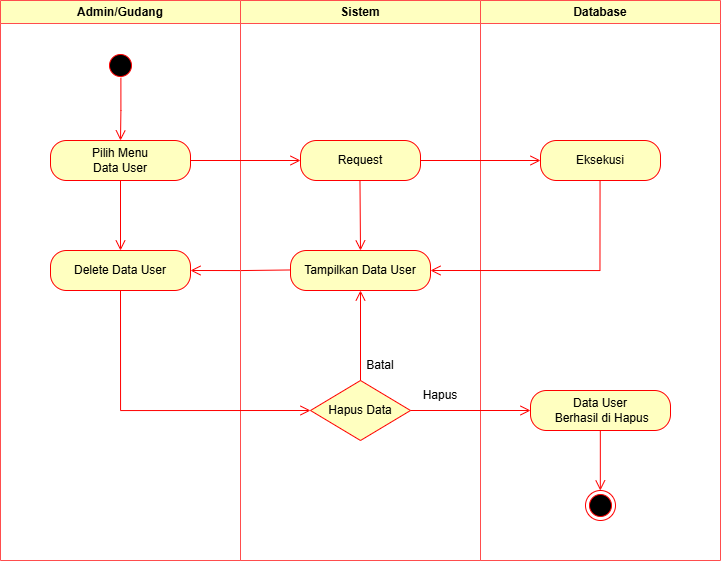 Admin/Gudang
Sistem
Database
Pilih Menu
Data User
Request
Eksekusi
Delete Data User
Tampilkan Data User
Batal
Hapus
Hapus Data
Data User
Berhasil di Hapus